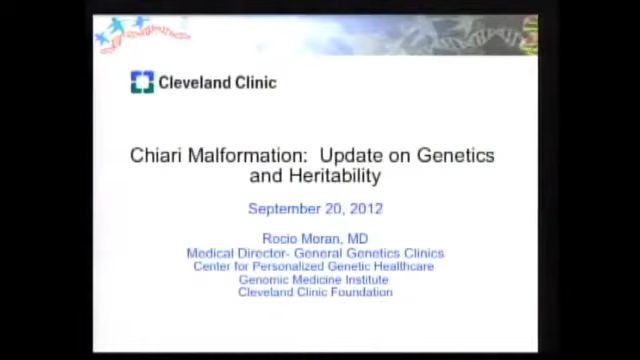 Cleveland Clinic
Chiari Malformation: Update on Genetics
and Heritability
September 20, 2012
Rocio Moran, MD
Medical Director- General Genetics Clinics
Center for Personalized Genetic Healthcare
Genomic Medicine Institute
Cleveland Clinic Foundation